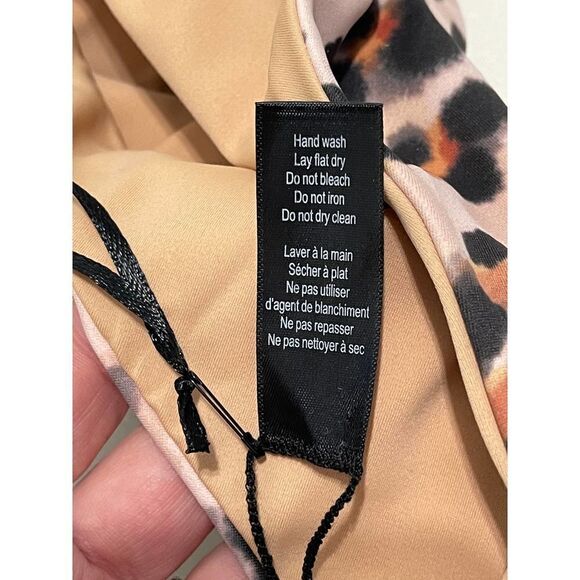 Hand wash
Lay flat dry
Do not bleach
Do not iron
Do not dry clean
Laver à la main
Sécher à plat
Ne pas utiliser
d'agent de blanchiment
Ne pas repasser
Ne pas nettoyer à sec